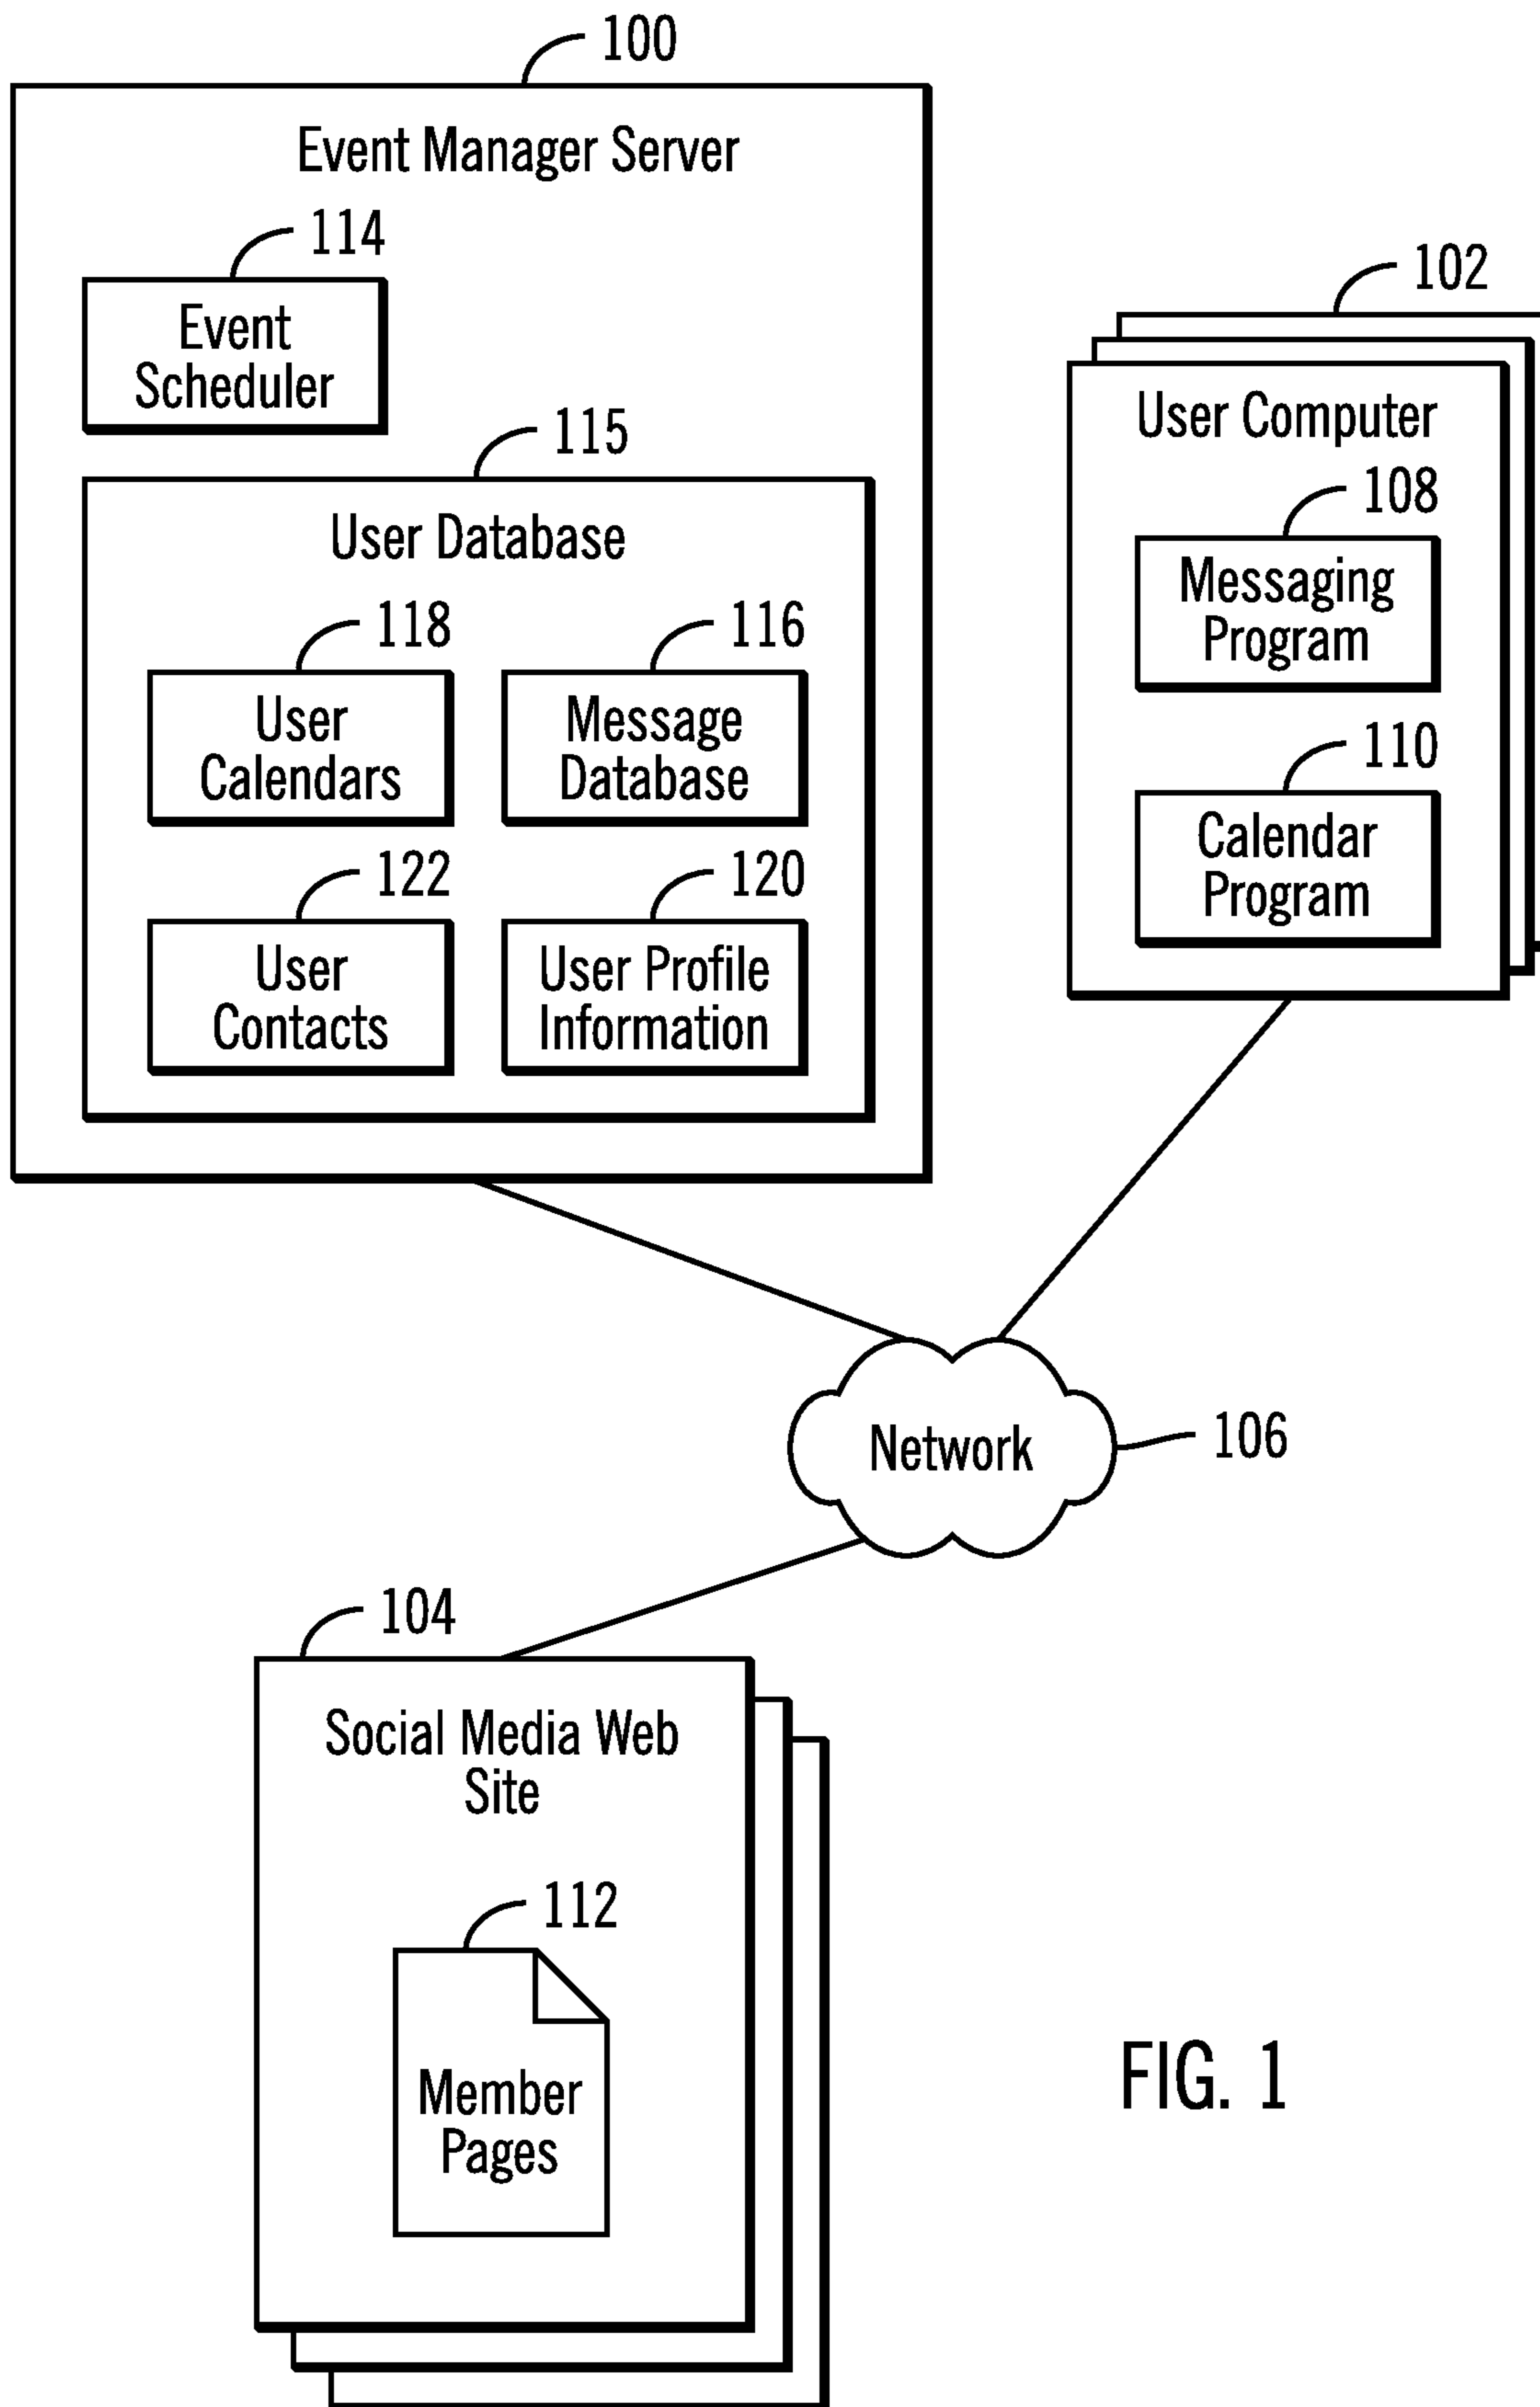 100
Event Manager Server
114
Event
Scheduler
115
User Database
118
User
Calendars
116
Message
Database
122
User
Contacts
120
User Profile
Information
102
User Computer
108
Messaging
Program
110
Calendar
Program
Network
106
104
Social Media Web
Site
112
Member
Pages
FIG. 1